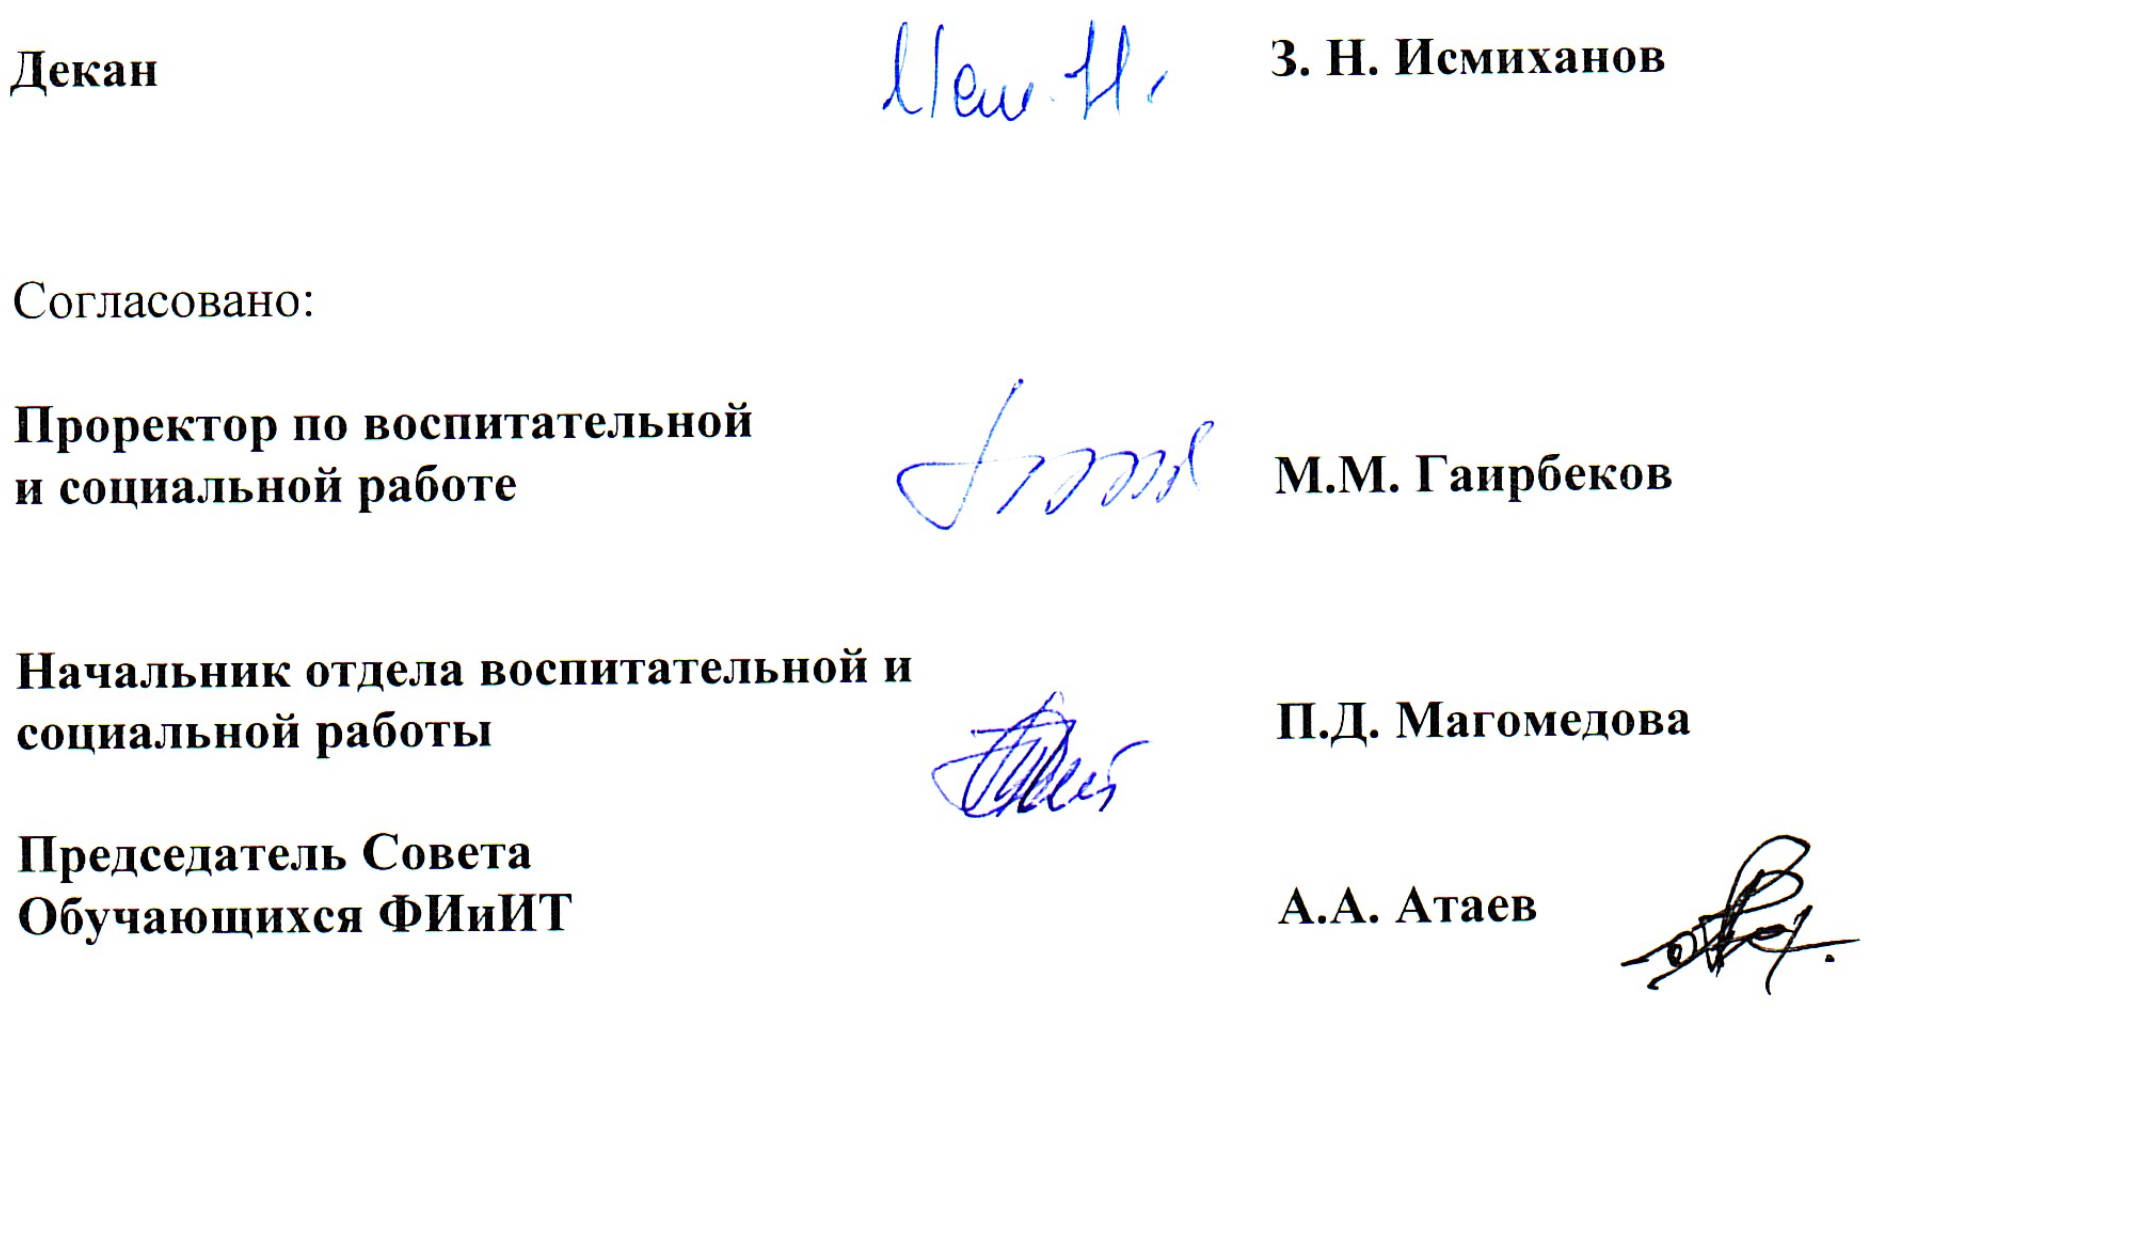 Декан З. Н. Исмиханов
Согласовано:
Проректор по воспитательной
и социальной работе М.М. Гаирбеков
Начальник отдела воспитательной и
социальной работы П.Д. Магомедова
Председатель Совета
Обучающихся ФИиИТ А.А. Атаев